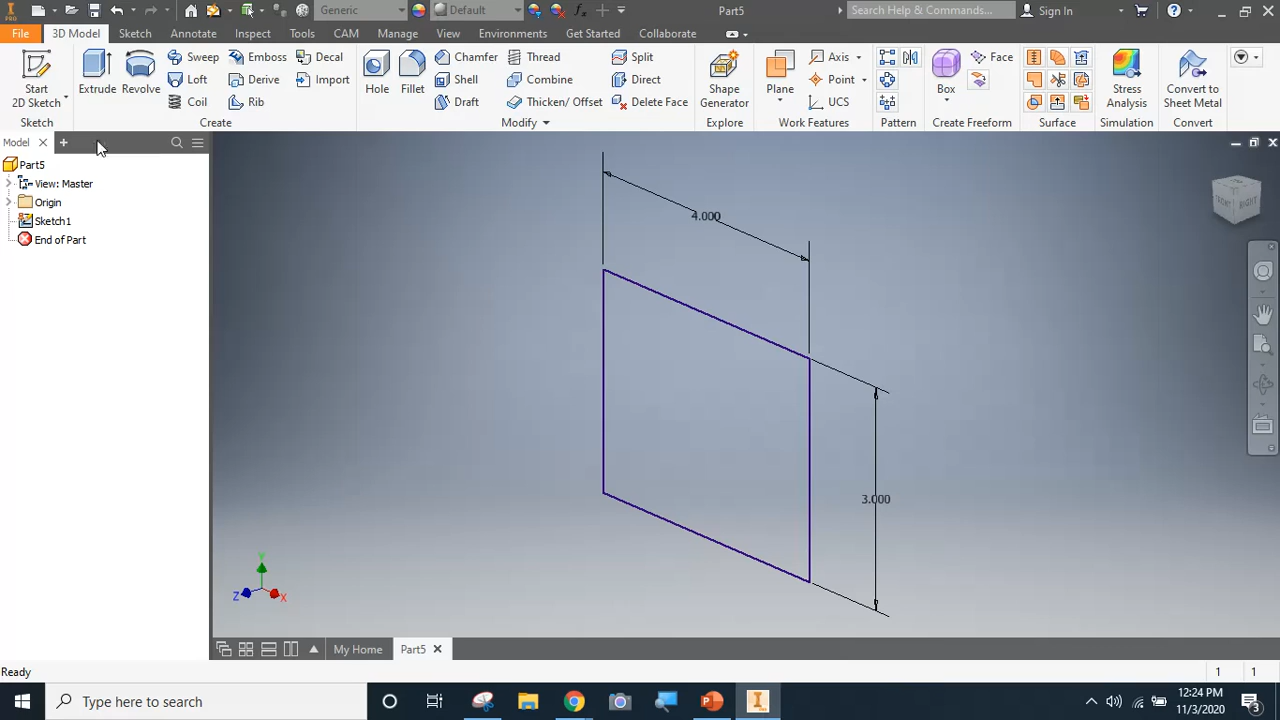 PRO Generic Default Part5 Search Help & Commands... Sign In
File 3D Model Sketch Annotate Inspect Tools CAM Manage View Environments Get Started Collaborate
Start 2D Sketch Extrude Revolve Sweep Emboss Decal Hole Fillet Chamfer Thread Split Shape Generator Plane Axis Box Face Stress Analysis Convert to Sheet Metal
Loft Derive Import Shell Combine Direct Point
Coil Rib Draft Thicken/ Offset Delete Face UCS
Sketch Create Modify Explore Work Features Pattern Create Freeform Surface Simulation Convert
Model
Part5
View: Master
Origin
Sketch1
End of Part
FRONT RIGHT
4.000
3.000
Y
Z X
My Home Part5
Ready 1 1
Type here to search
12:24 PM
11/3/2020
3